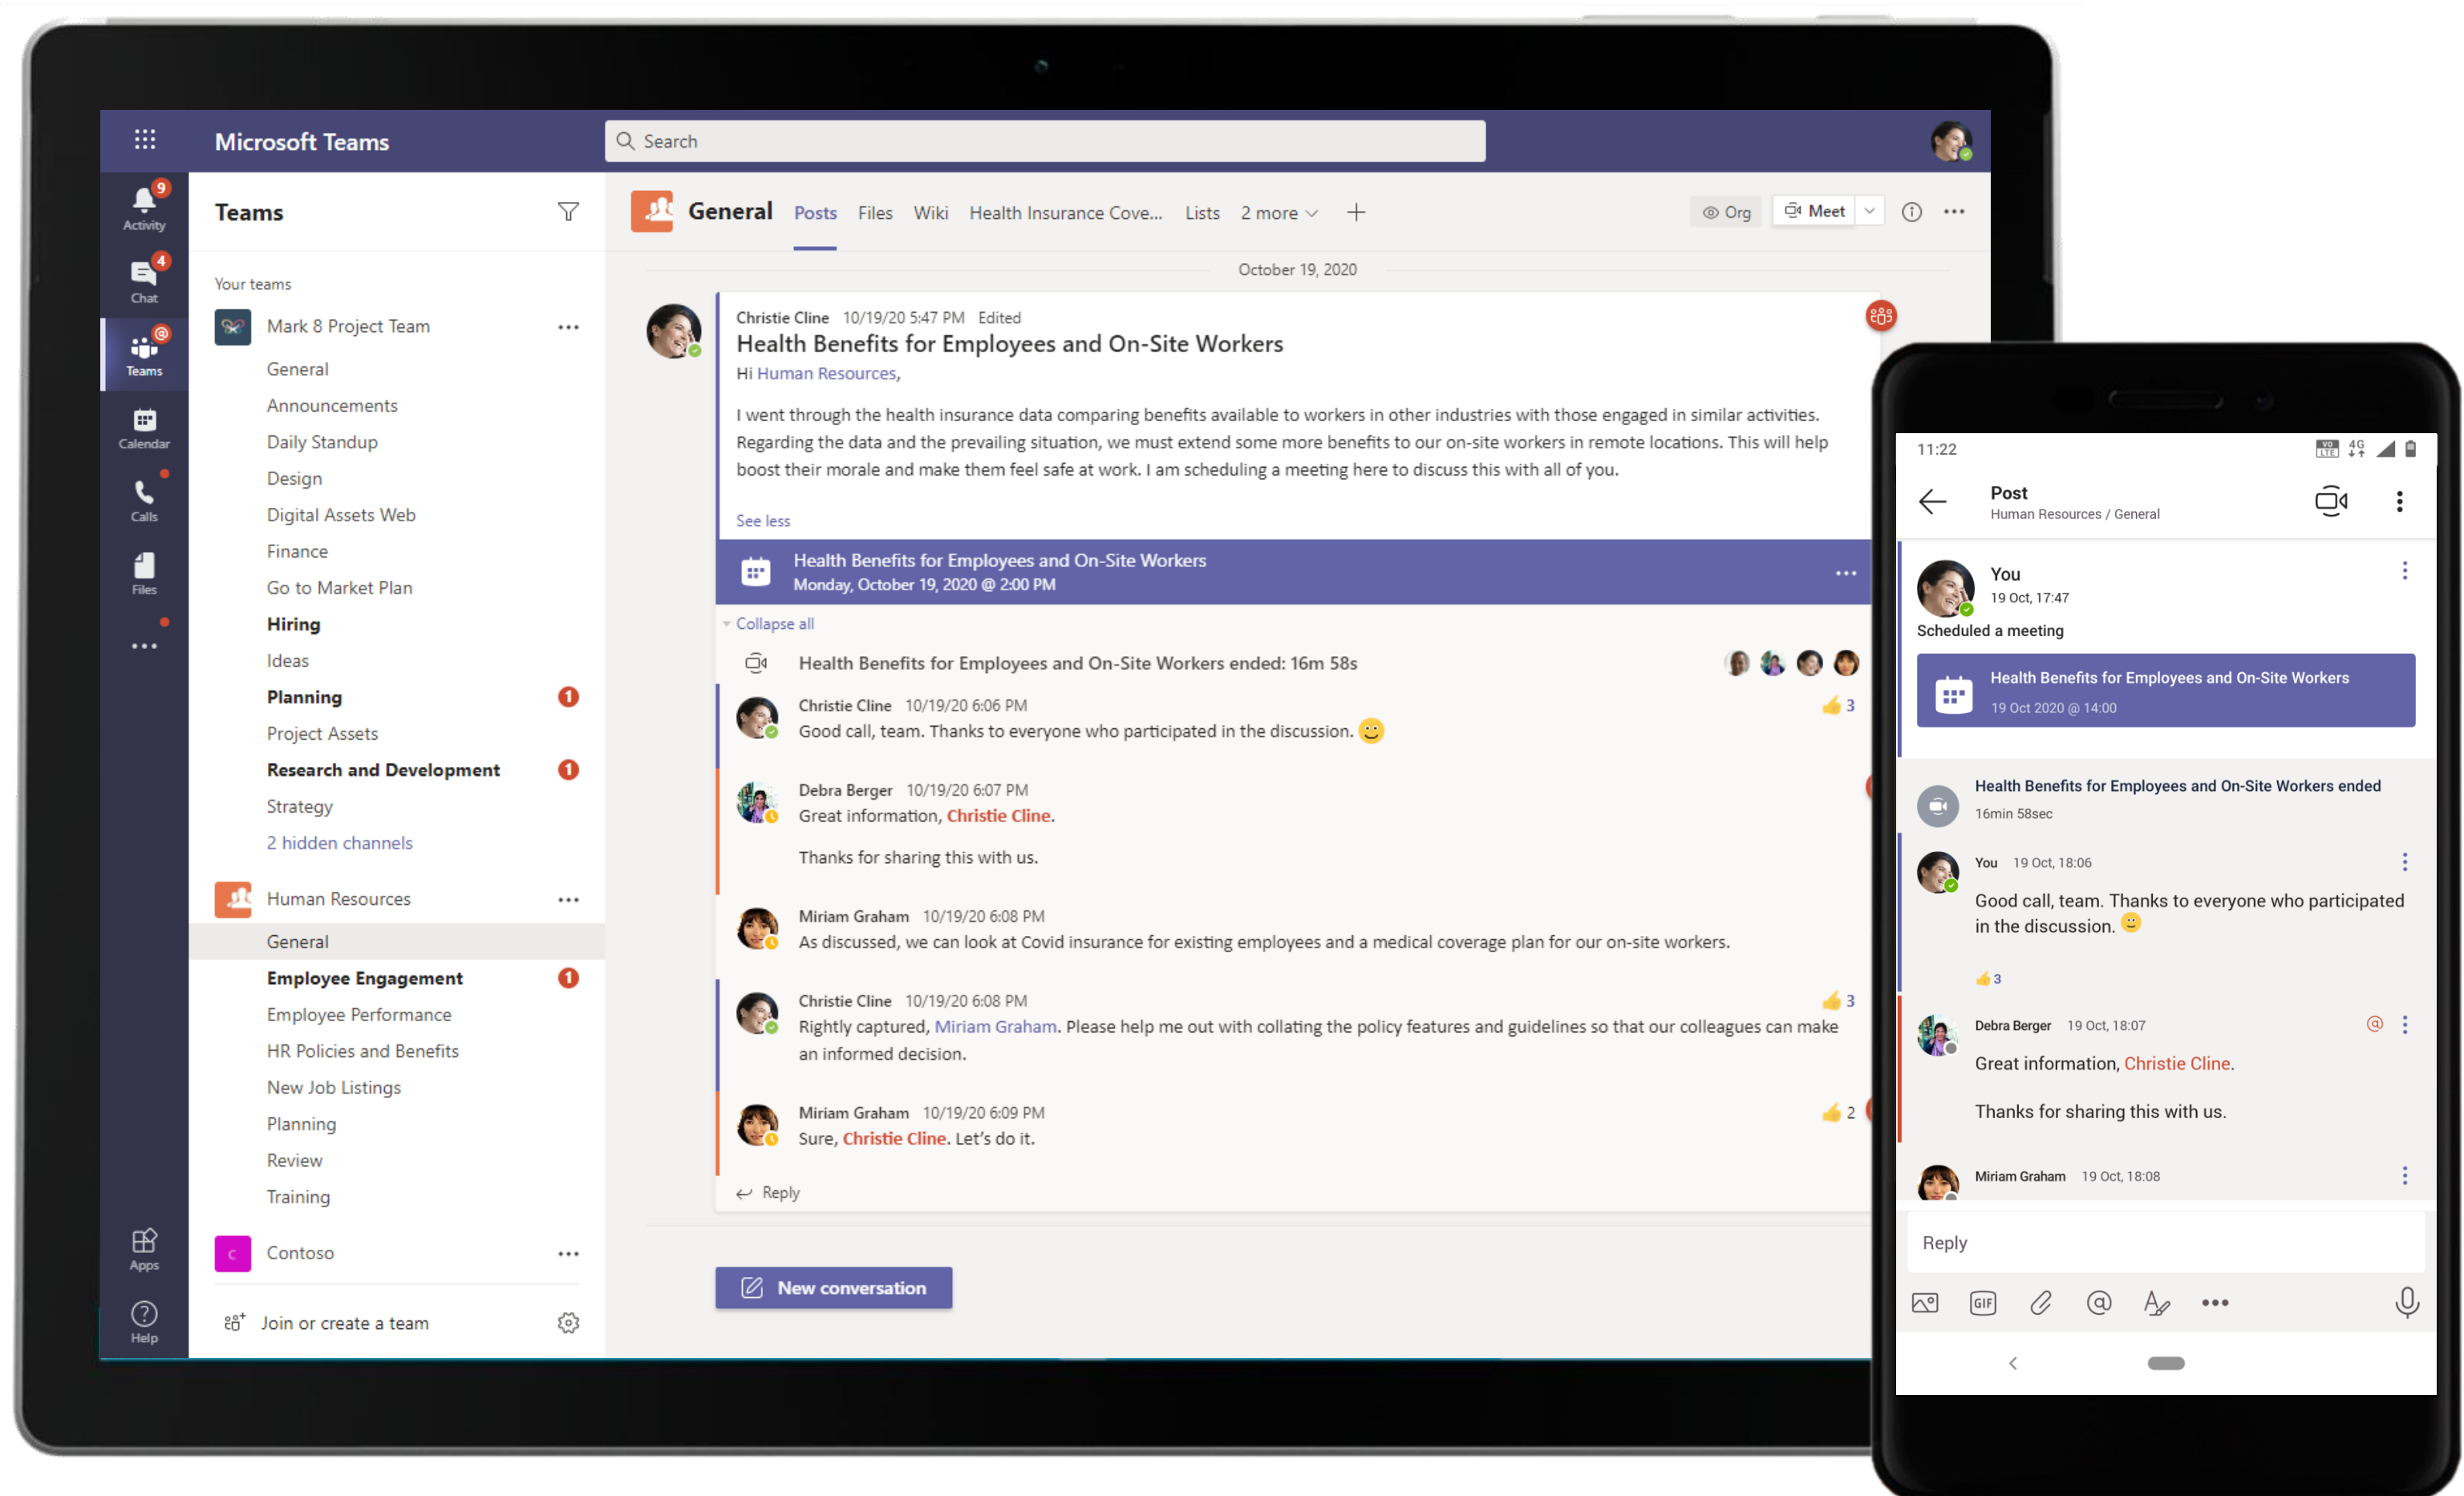 Microsoft Teams
Search
9
Activity
4
Chat
@
Teams
Calendar
Calls
Files
Apps
Help
Teams
Your teams
Mark 8 Project Team
General
Announcements
Daily Standup
Design
Digital Assets Web
Finance
Go to Market Plan
Hiring
Ideas
Planning 1
Project Assets
Research and Development 1
Strategy
2 hidden channels
Human Resources
General
Employee Engagement 1
Employee Performance
HR Policies and Benefits
New Job Listings
Planning
Review
Training
C Contoso
Join or create a team
General Posts Files Wiki Health Insurance Cove... Lists 2 more +
Org Meet
October 19, 2020
Christie Cline 10/19/20 5:47 PM Edited
Health Benefits for Employees and On-Site Workers
Hi Human Resources,
I went through the health insurance data comparing benefits available to workers in other industries with those engaged in similar activities.
Regarding the data and the prevailing situation, we must extend some more benefits to our on-site workers in remote locations. This will help
boost their morale and make them feel safe at work. I am scheduling a meeting here to discuss this with all of you.
See less
Health Benefits for Employees and On-Site Workers
Monday, October 19, 2020 @ 2:00 PM
Collapse all
Health Benefits for Employees and On-Site Workers ended: 16m 58s
Christie Cline 10/19/20 6:06 PM 3
Good call, team. Thanks to everyone who participated in the discussion.
Debra Berger 10/19/20 6:07 PM
Great information, Christie Cline.
Thanks for sharing this with us.
Miriam Graham 10/19/20 6:08 PM
As discussed, we can look at Covid insurance for existing employees and a medical coverage plan for our on-site workers.
Christie Cline 10/19/20 6:08 PM 3
Rightly captured, Miriam Graham. Please help me out with collating the policy features and guidelines so that our colleagues can make
an informed decision.
Miriam Graham 10/19/20 6:09 PM 2
Sure, Christie Cline. Let's do it.
Reply
New conversation
11:22 VO LTE 4G
Post
Human Resources / General
You
19 Oct, 17:47
Scheduled a meeting
Health Benefits for Employees and On-Site Workers
19 Oct 2020 @ 14:00
Health Benefits for Employees and On-Site Workers ended
16min 58sec
You 19 Oct, 18:06
Good call, team. Thanks to everyone who participated
in the discussion.
3
Debra Berger 19 Oct, 18:07 @
Great information, Christie Cline.
Thanks for sharing this with us.
Miriam Graham 19 Oct, 18:08
Reply
GIF @ A